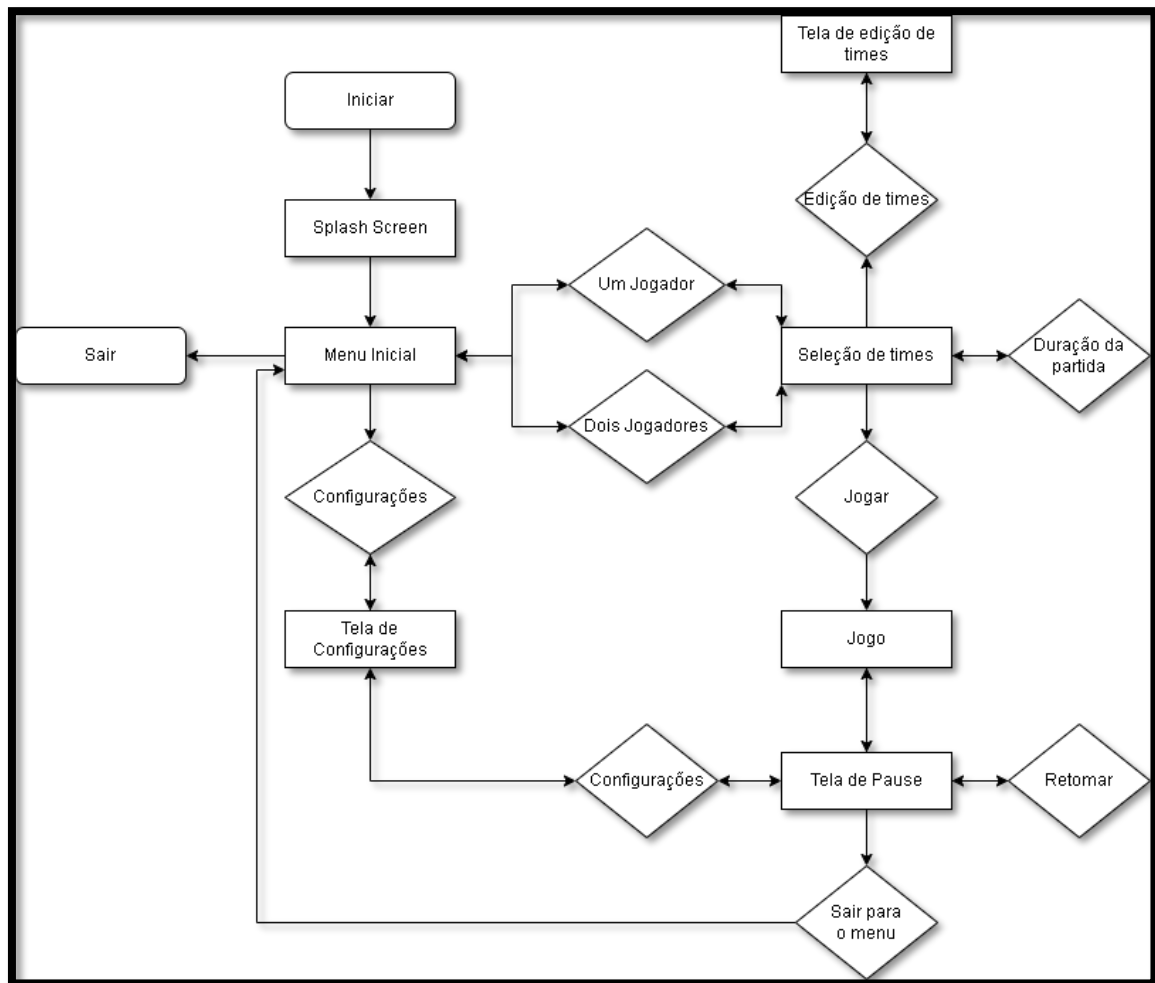 Tela de edição de
times
Iniciar
Edição de times
Splash Screen
Um Jogador
Sair
Menu Inicial
Seleção de times
Duração da
partida
Dois Jogadores
Configurações
Jogar
Tela de
Configurações
Jogo
Configurações
Tela de Pause
Retomar
Sair para
o menu